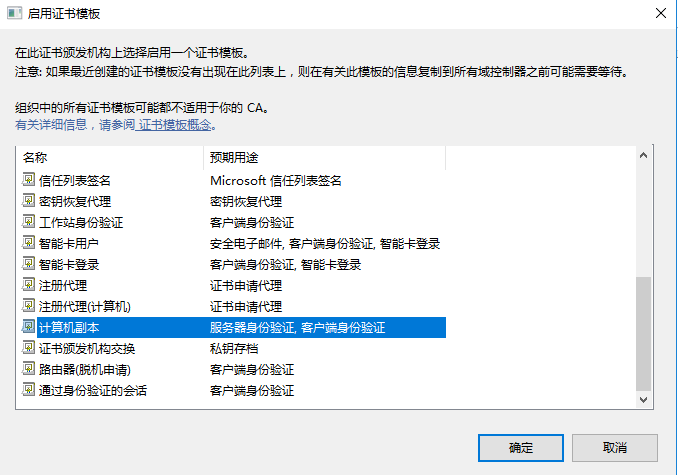 启用证书模板
在此证书颁发机构上选择启用一个证书模板。
注意: 如果最近创建的证书模板没有出现在此列表上，则在有关此模板的信息复制到所有域控制器之前可能需要等待。
组织中的所有证书模板可能都不适用于你的 CA。
有关详细信息，请参阅 证书模板概念。
名称 预期用途
信任列表签名 Microsoft 信任列表签名
密钥恢复代理 密钥恢复代理
工作站身份验证 客户端身份验证
智能卡用户 安全电子邮件, 客户端身份验证, 智能卡登录
智能卡登录 客户端身份验证, 智能卡登录
注册代理 证书申请代理
注册代理(计算机) 证书申请代理
计算机副本 服务器身份验证, 客户端身份验证
证书颁发机构交换 私钥存档
路由器(脱机申请) 客户端身份验证
通过身份验证的会话 客户端身份验证
确定 取消